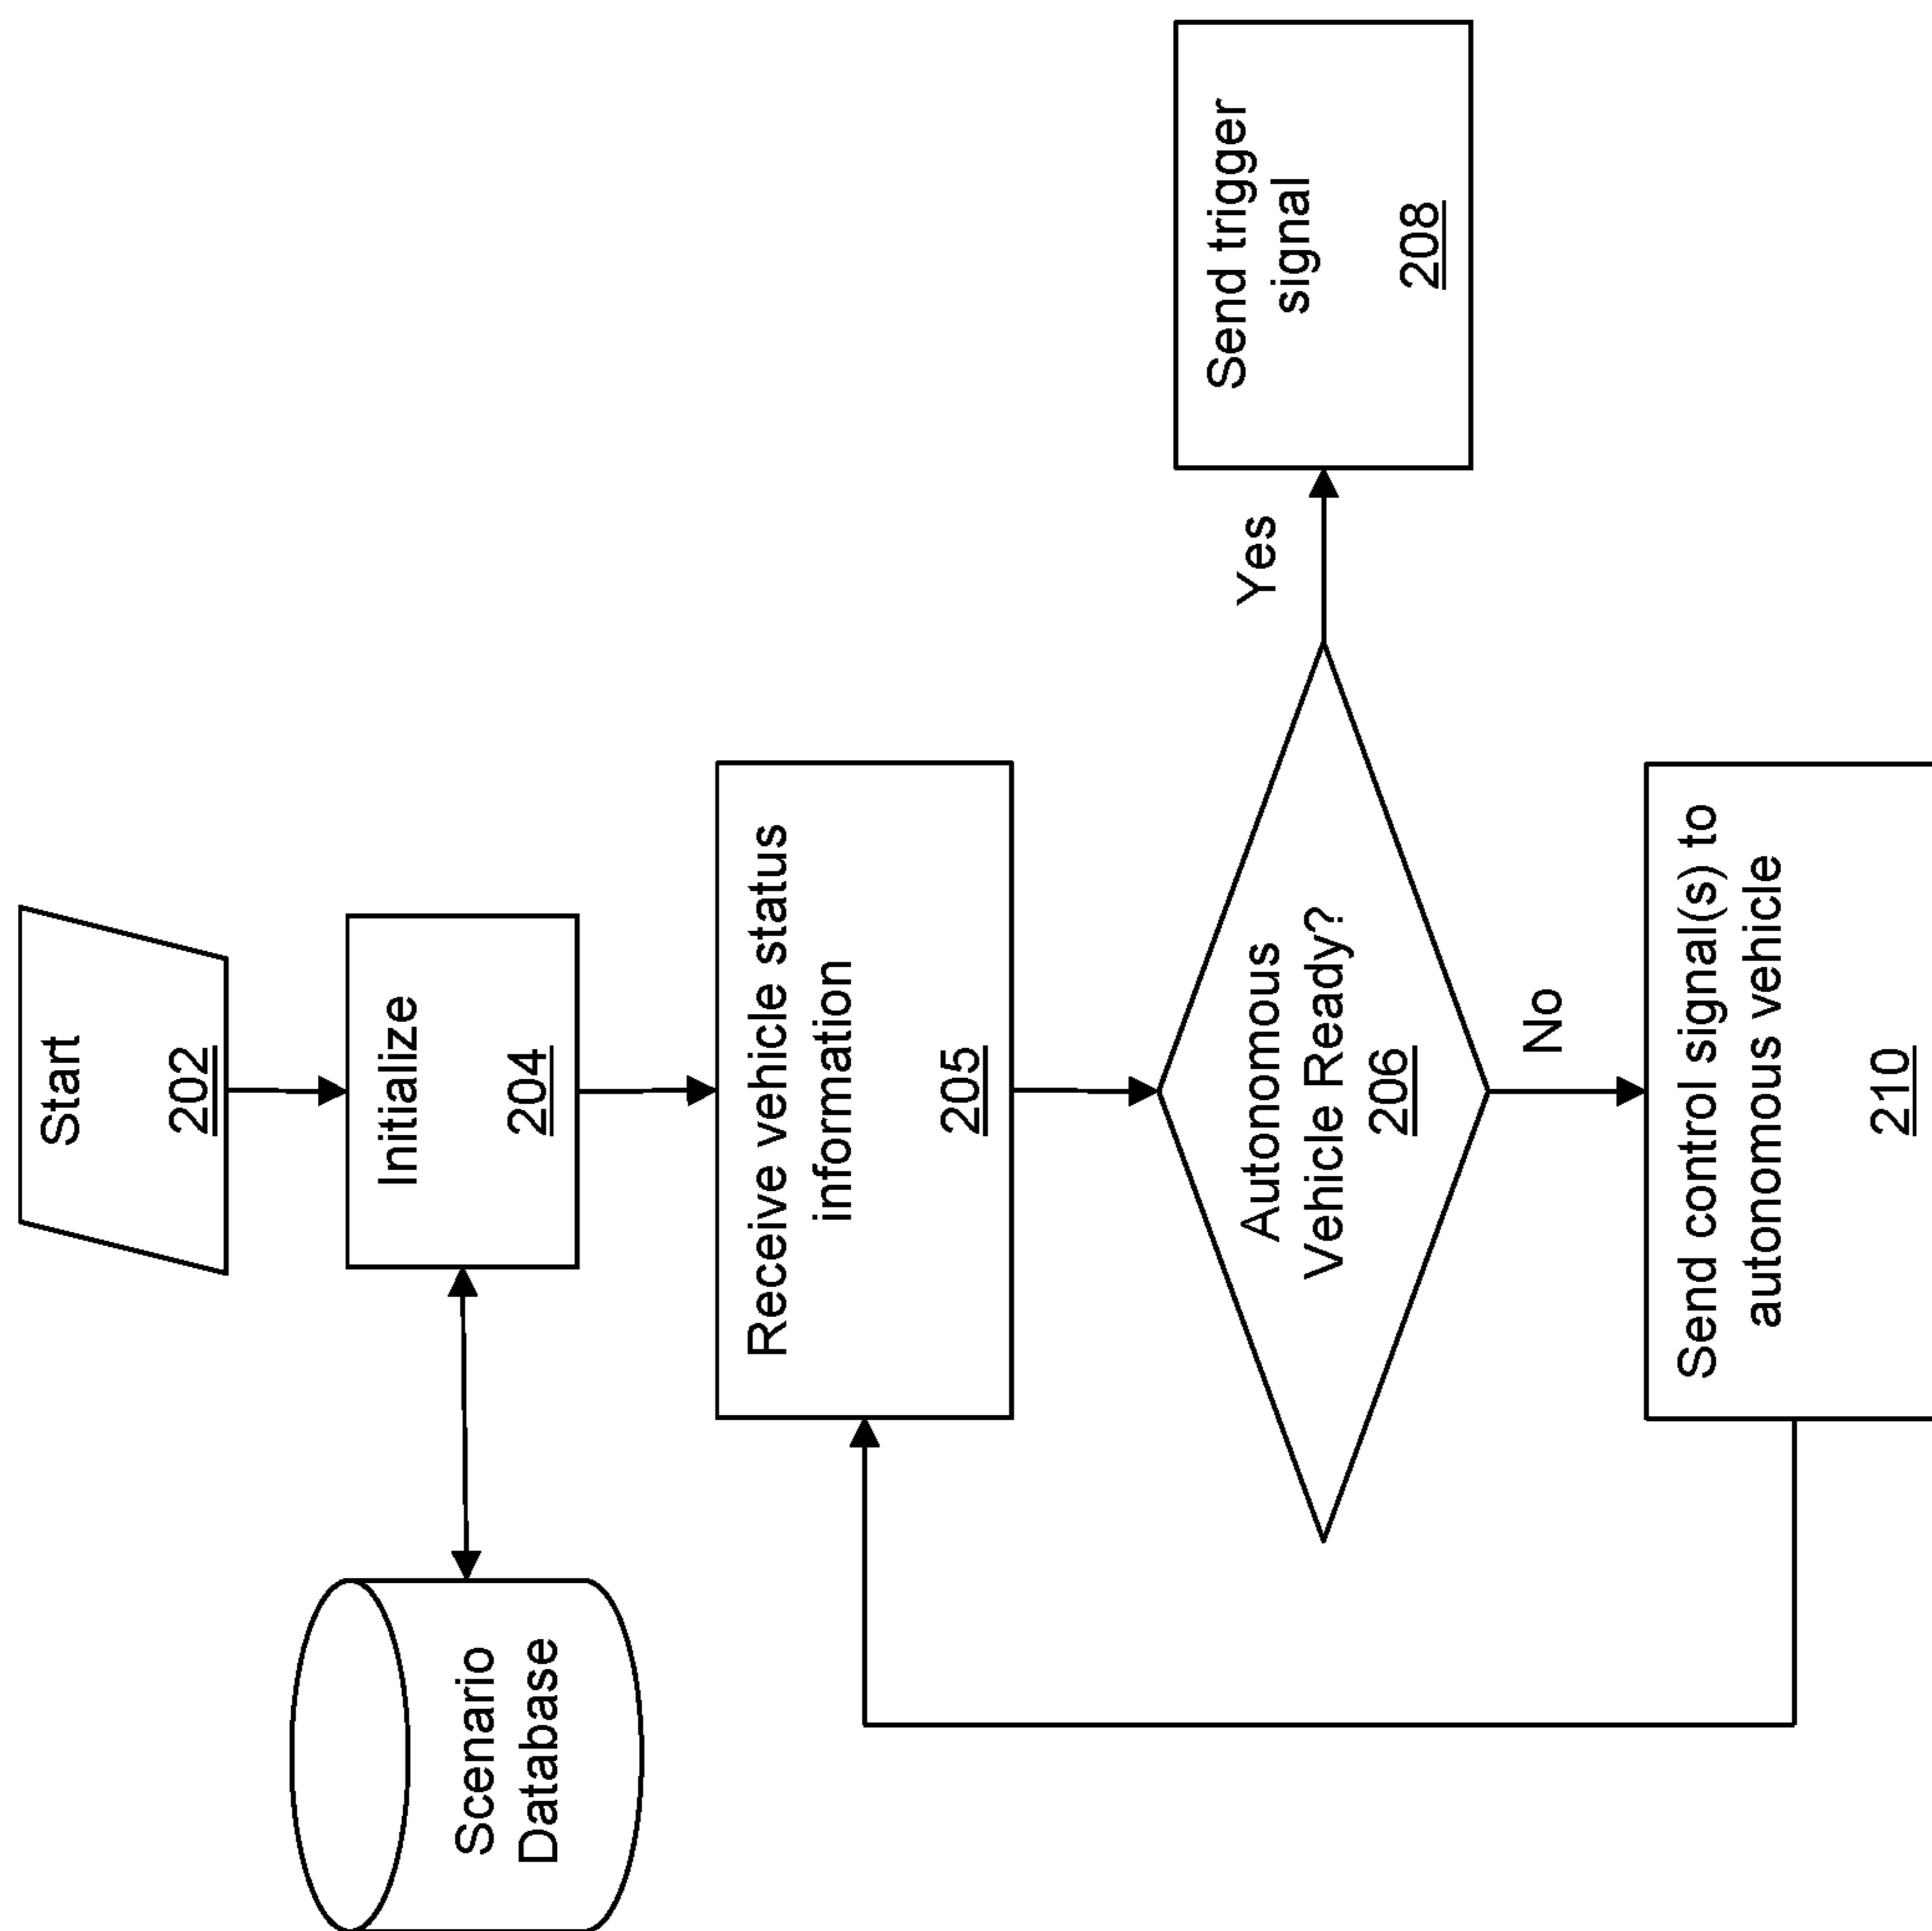 Start
202
Initialize
204
Scenario
Database
Receive vehicle status
information
205
Autonomous
Vehicle Ready?
206
Yes
Send trigger
signal
208
No
Send control signal(s) to
autonomous vehicle
210